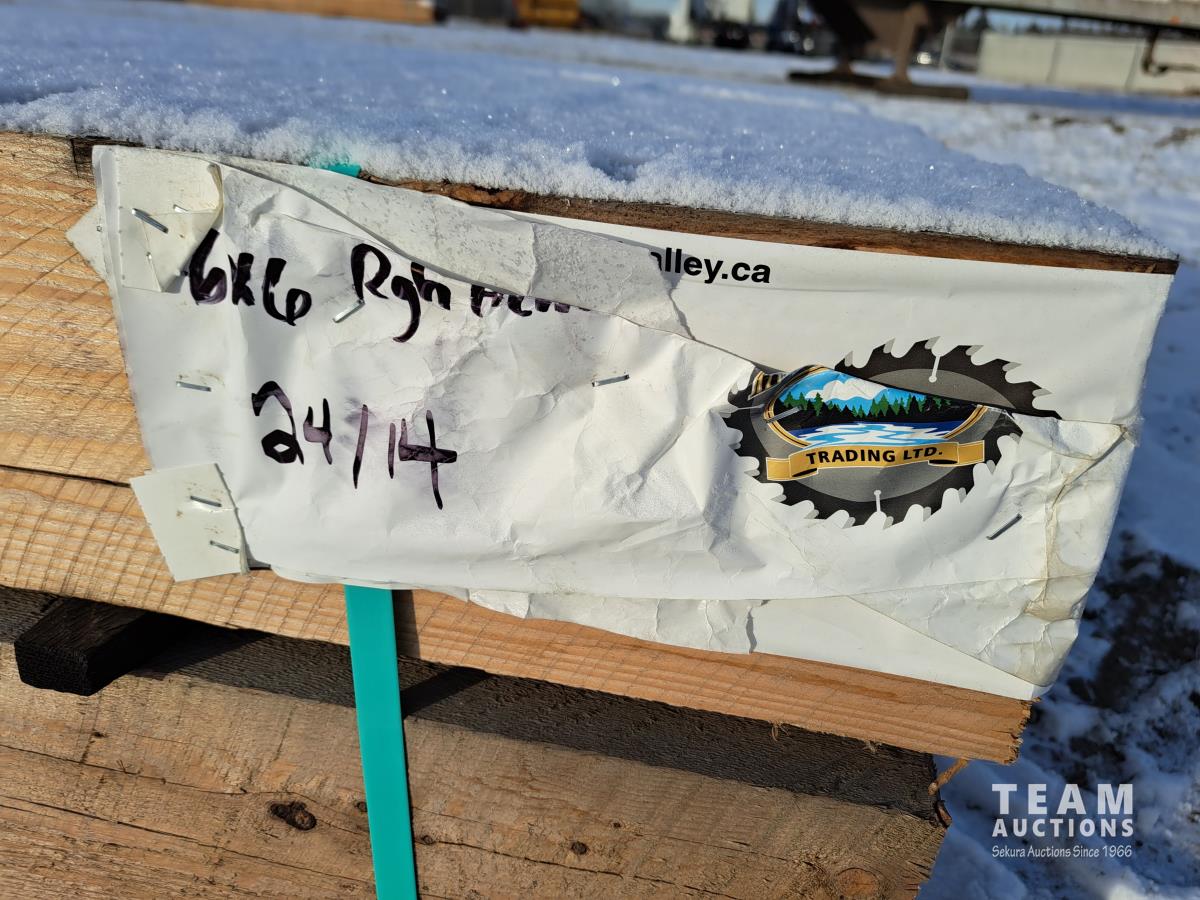 lley.ca
6x6 Rgh
24/14
TRADING LTD.
TEAM
AUCTIONS
Sekura Auctions Since 1966